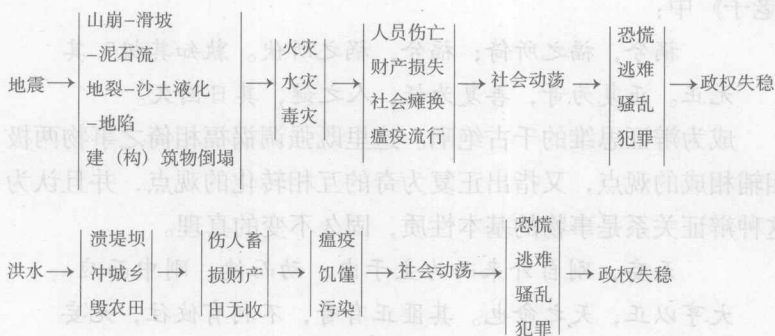 地震→
山崩-滑坡
-泥石流
地裂-沙土液化
-地陷
建（构）筑物倒塌
→
火灾
水灾
毒灾
→
人员伤亡
财产损失
社会瘫换
瘟疫流行
→社会动荡→
恐慌
逃难
骚乱
犯罪
→政权失稳
洪水→
溃堤坝
冲城乡
毁农田
→
伤人畜
损财产
田无收
→
瘟疫
饥馑
污染
→社会动荡→
恐慌
逃难
骚乱
犯罪
→政权失稳